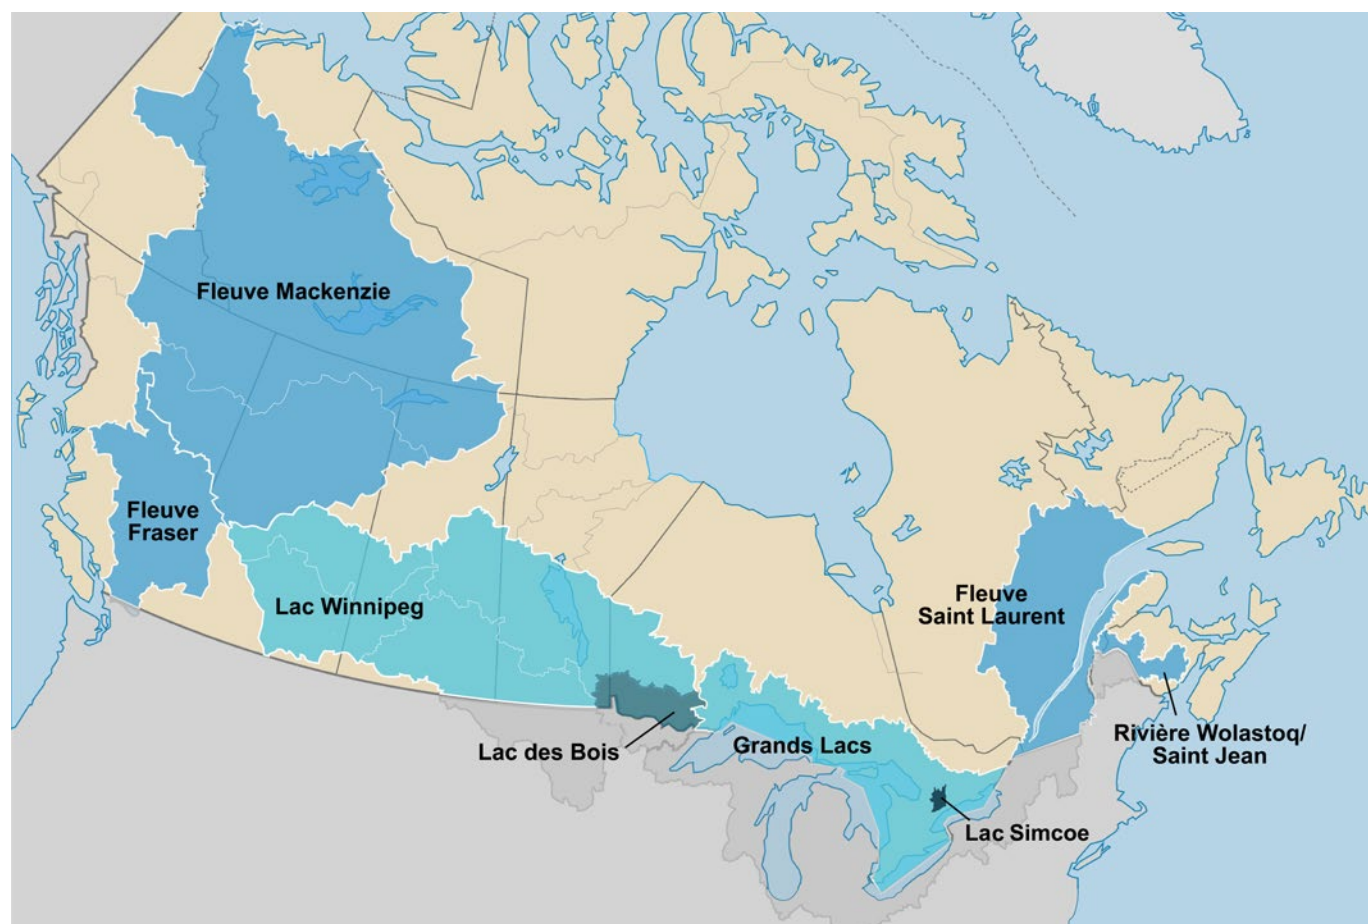 Fleuve Mackenzie
Fleuve
Fraser
Lac Winnipeg
Fleuve
Saint Laurent
Lac des Bois
Grands Lacs
Rivière Wolastoq/
Saint Jean
Lac Simcoe